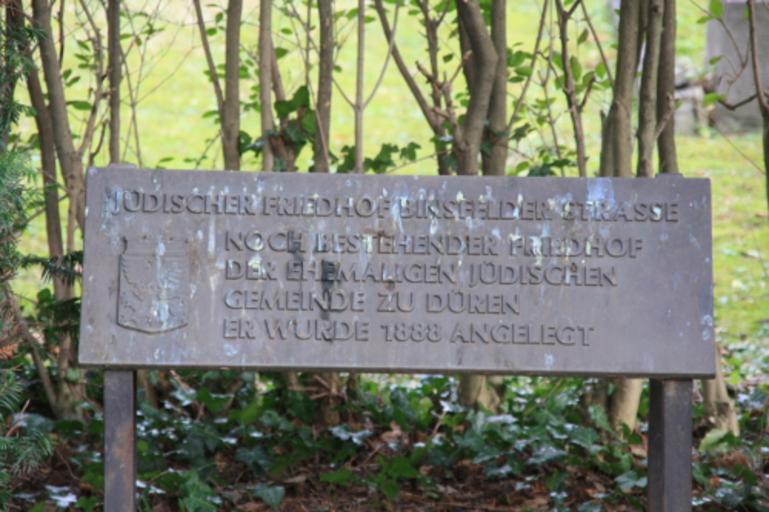 JÜDISCHER FRIEDHOF BINSFELDER STRASSE
NOCH BESTEHENDER FRIEDHOF
DER EHEMALIGEN JÜDISCHEN
GEMEINDE ZU DÜREN
ER WURDE 1888 ANGELEGT